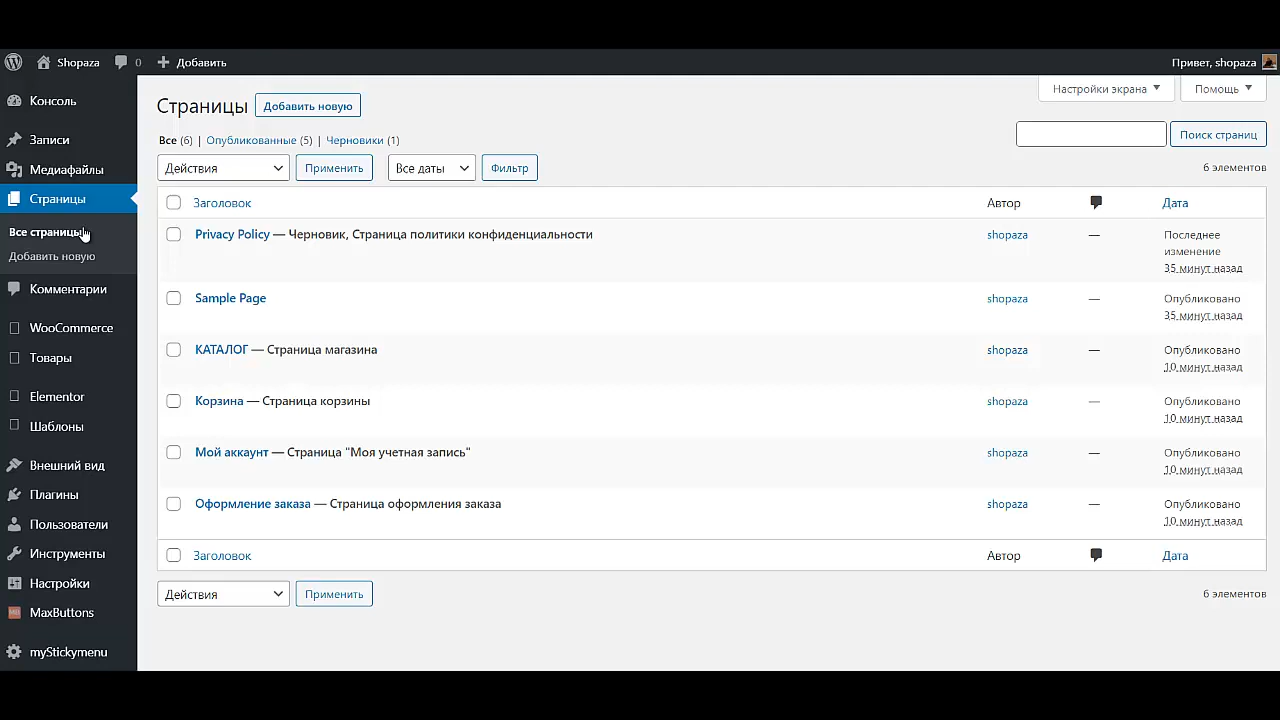 Shopaza 0 Добавить Привет, shopaza
Настройки экрана Помощь
Консоль
Записи
Медиафайлы
Страницы
Все страницы
Добавить новую
Комментарии
WooCommerce
Товары
Elementor
Шаблоны
Внешний вид
Плагины
Пользователи
Инструменты
Настройки
MaxButtons
myStickymenu
Страницы Добавить новую
Все (6) | Опубликованные (5) | Черновики (1)
Поиск страниц
Действия Применить Все даты Фильтр
6 элементов
Заголовок Автор Дата
Privacy Policy — Черновик, Страница политики конфиденциальности shopaza — Последнее
изменение
35 минут назад
Sample Page shopaza — Опубликовано
35 минут назад
КАТАЛОГ — Страница магазина shopaza — Опубликовано
10 минут назад
Корзина — Страница корзины shopaza — Опубликовано
10 минут назад
Мой аккаунт — Страница "Моя учетная запись" shopaza — Опубликовано
10 минут назад
Оформление заказа — Страница оформления заказа shopaza — Опубликовано
10 минут назад
Заголовок Автор Дата
Действия Применить
6 элементов